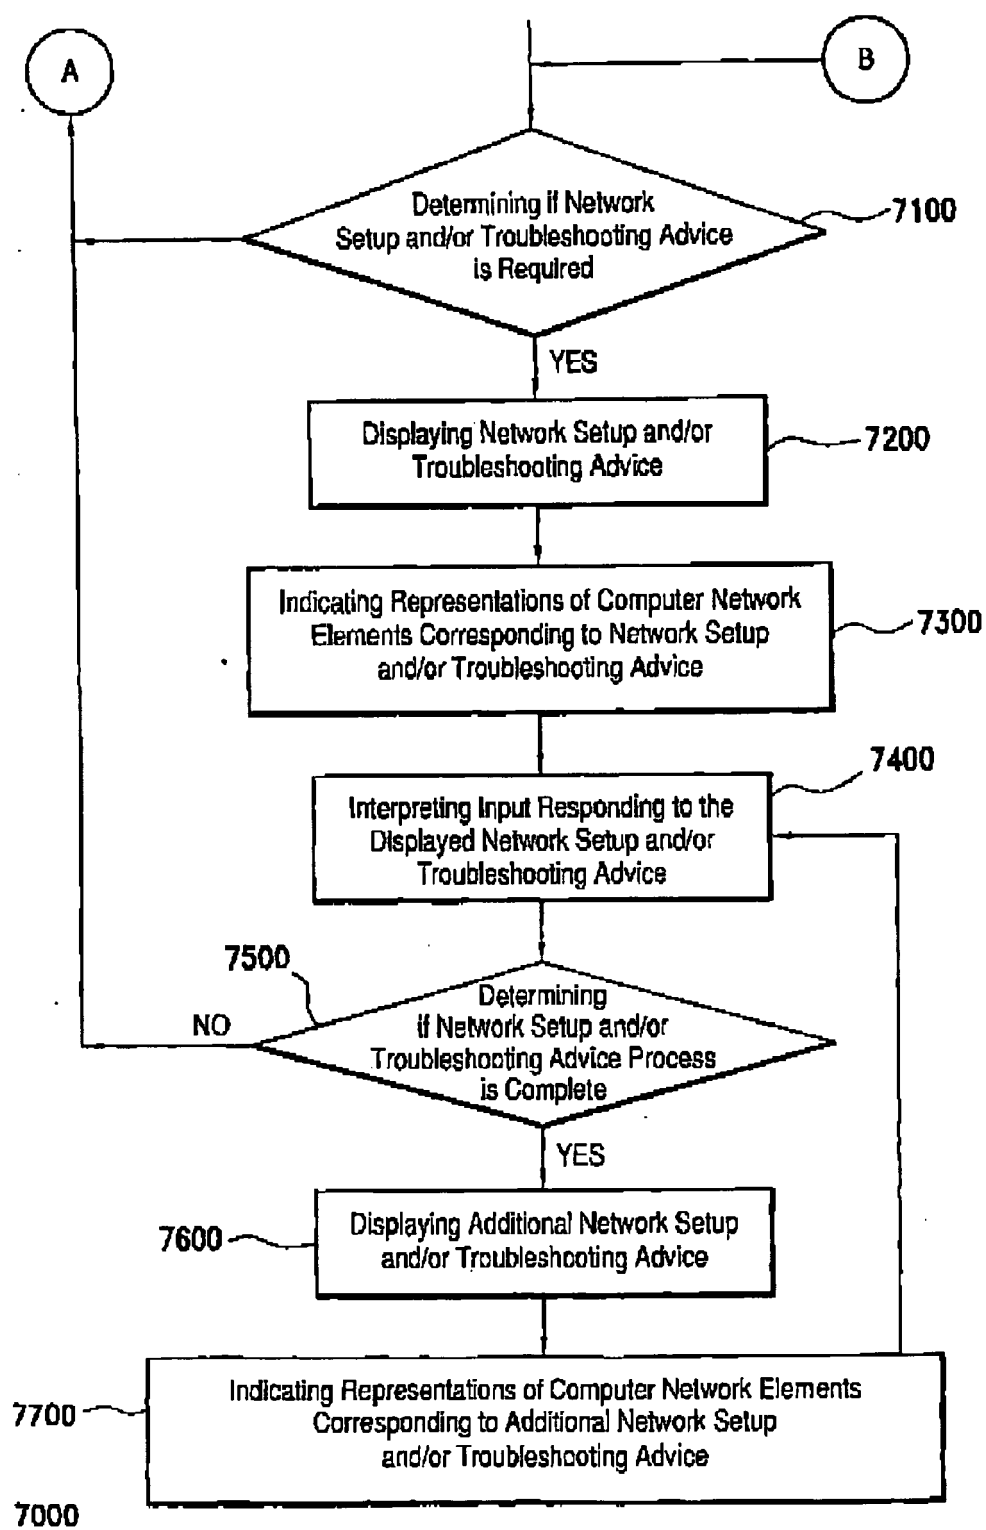 A
B
Determining if Network
Setup and/or Troubleshooting Advice
is Required
7100
YES
Displaying Network Setup and/or
Troubleshooting Advice
7200
Indicating Representations of Computer Network
Elements Corresponding to Network Setup
and/or Troubleshooting Advice
7300
7400
Interpreting Input Responding to the
Displayed Network Setup and/or
Troubleshooting Advice
7500
Determining
if Network Setup and/or
Troubleshooting Advice Process
is Complete
NO
YES
7600
Displaying Additional Network Setup
and/or Troubleshooting Advice
7700
Indicating Representations of Computer Network Elements
Corresponding to Additional Network Setup
and/or Troubleshooting Advice
7000